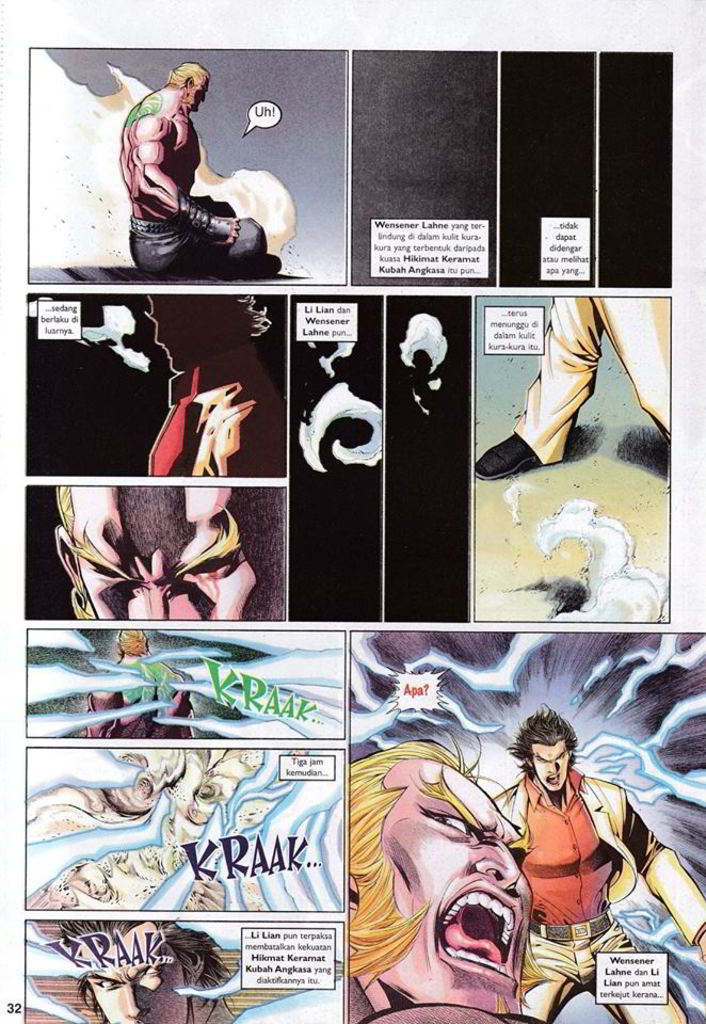 Uh!
Wensener Lahne yang ter-
lindung di dalam kulit kura-
kura yang terbentuk daripada
kuasa Hikimat Keramat
Kubah Angkasa itu pun...
...tidak
dapat
didengar
atau melihat
apa yang...
...sedang
berlaku di
luarnya.
Li Lian dan
Wensener
Lahne pun...
...terus
menunggu di
dalam kulit
kura-kura itu.
KRAAK...
Tiga jam
kemudian...
KRAAK..
KRAAK..
...Li Lian pun terpaksa
membatalkan kekuatan
Hikmat Keramat
Kubah Angkasa yang
diaktifkannya itu.
Apa?
Wensener
Lahne dan Li
Lian pun amat
terkejut kerana...
32